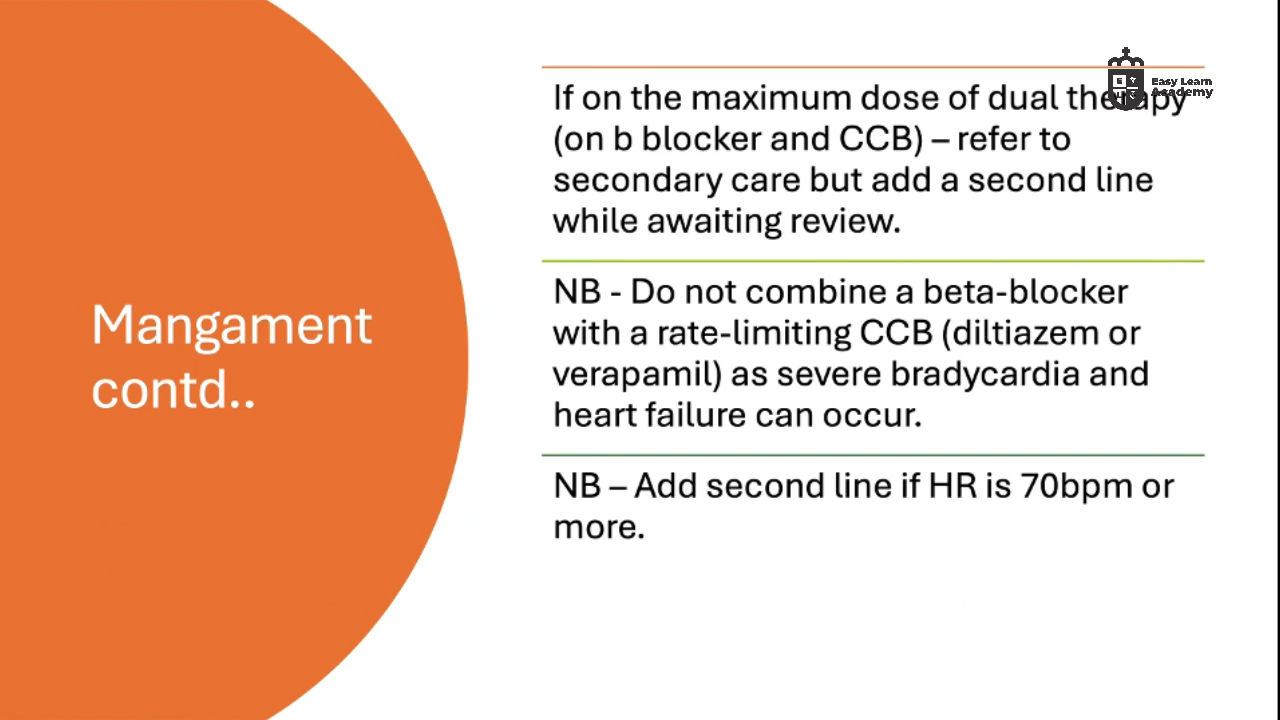 Mangament
contd..
If on the maximum dose of dual therapy
(on b blocker and CCB) – refer to
secondary care but add a second line
while awaiting review.
NB - Do not combine a beta-blocker
with a rate-limiting CCB (diltiazem or
verapamil) as severe bradycardia and
heart failure can occur.
NB – Add second line if HR is 70bpm or
more.
Easy Learn
Academy